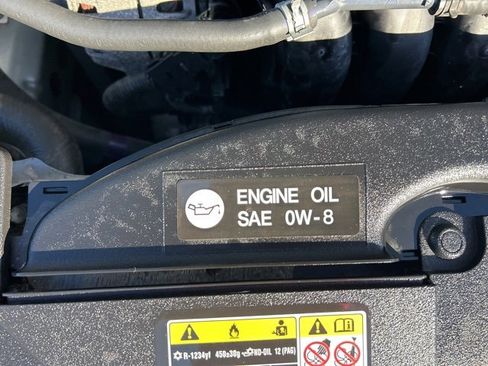 ENGINE OIL
SAE 0W-8
R-1234yf 450±30g ND-OIL 12 (PAG)